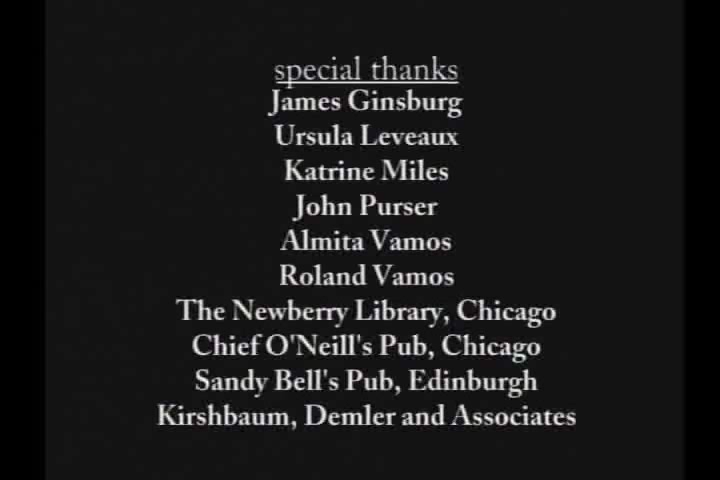 special thanks
James Ginsburg
Ursula Leveaux
Katrine Miles
John Purser
Almita Vamos
Roland Vamos
The Newberry Library, Chicago
Chief O'Neill's Pub, Chicago
Sandy Bell's Pub, Edinburgh
Kirshbaum, Demler and Associates